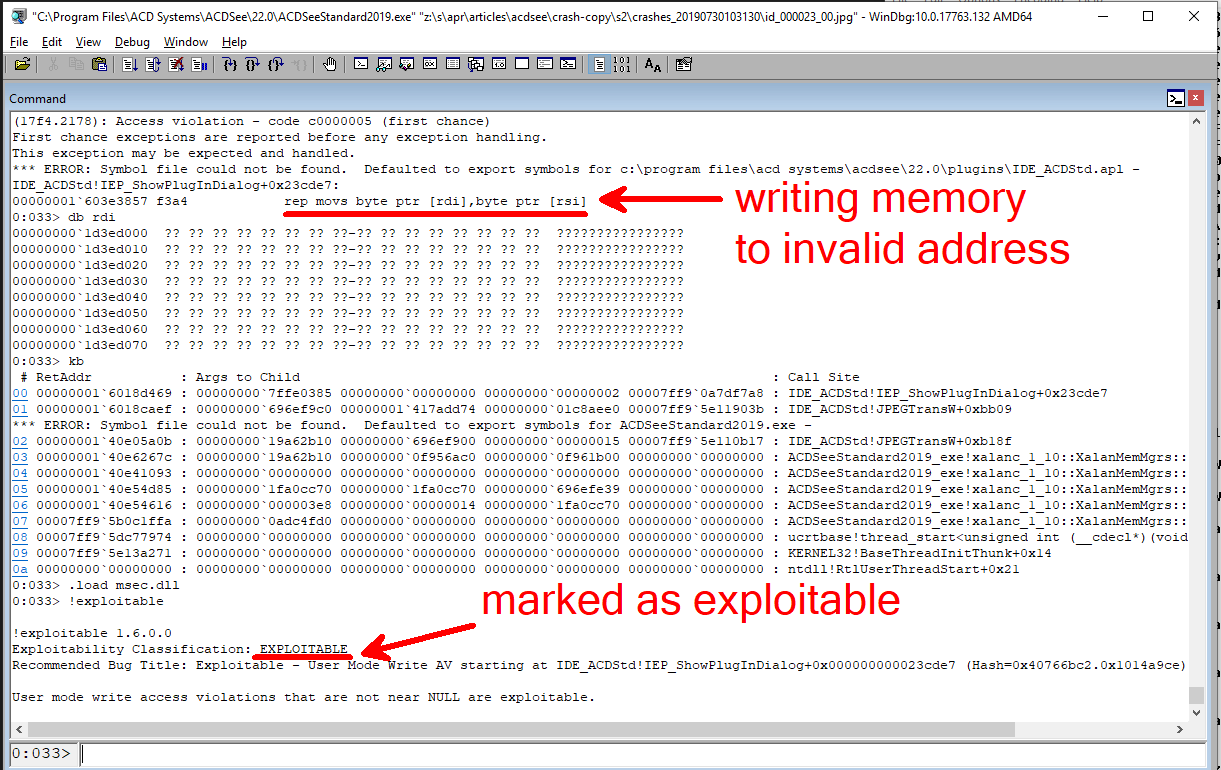 "C:\Program Files\ACD Systems\ACDSee\22.0\ACDSeeStandard2019.exe" "z:\s\apr\articles\acdsee\crash-copy\s2\crashes_20190730103130\id_000023_00.jpg" - WinDbg:10.0.17763.132 AMD64
File Edit View Debug Window Help
Command
(17f4.2178): Access violation - code c0000005 (first chance)
First chance exceptions are reported before any exception handling.
This exception may be expected and handled.
*** ERROR: Symbol file could not be found.  Defaulted to export symbols for c:\program files\acd systems\acdsee\22.0\plugins\IDE_ACDStd.apl -
IDE_ACDStd!IEP_ShowPlugInDialog+0x23cde7:
00000001`603e3857 f3a4            rep movs byte ptr [rdi],byte ptr [rsi]
writing memory
to invalid address
0:033> db rdi
00000000`1d3ed000  ?? ?? ?? ?? ?? ?? ?? ??-?? ?? ?? ?? ?? ?? ?? ??  ????????????????
00000000`1d3ed010  ?? ?? ?? ?? ?? ?? ?? ??-?? ?? ?? ?? ?? ?? ?? ??  ????????????????
00000000`1d3ed020  ?? ?? ?? ?? ?? ?? ?? ??-?? ?? ?? ?? ?? ?? ?? ??  ????????????????
00000000`1d3ed030  ?? ?? ?? ?? ?? ?? ?? ??-?? ?? ?? ?? ?? ?? ?? ??  ????????????????
00000000`1d3ed040  ?? ?? ?? ?? ?? ?? ?? ??-?? ?? ?? ?? ?? ?? ?? ??  ????????????????
00000000`1d3ed050  ?? ?? ?? ?? ?? ?? ?? ??-?? ?? ?? ?? ?? ?? ?? ??  ????????????????
00000000`1d3ed060  ?? ?? ?? ?? ?? ?? ?? ??-?? ?? ?? ?? ?? ?? ?? ??  ????????????????
00000000`1d3ed070  ?? ?? ?? ?? ?? ?? ?? ??-?? ?? ?? ?? ?? ?? ?? ??  ????????????????
0:033> kb
 # RetAddr           : Args to Child                                                           : Call Site
00 00000001`6018d469 : 00000000`7ffe0385 00000000`00000000 00000000`00000002 00007ff9`0a7df7a8 : IDE_ACDStd!IEP_ShowPlugInDialog+0x23cde7
01 00000001`6018caef : 00000000`696ef9c0 00000001`417add74 00000000`01c8aee0 00007ff9`5e11903b : IDE_ACDStd!JPEGTransW+0xbb09
*** ERROR: Symbol file could not be found.  Defaulted to export symbols for ACDSeeStandard2019.exe -
02 00000001`40e05a0b : 00000000`19a62b10 00000000`696ef900 00000000`00000015 00007ff9`5e110b17 : IDE_ACDStd!JPEGTransW+0xb18f
03 00000001`40e6267c : 00000000`19a62b10 00000000`0f956ac0 00000000`0f961b00 00000000`00000000 : ACDSeeStandard2019_exe!xalanc_1_10::XalanMemMgrs::
04 00000001`40e41093 : 00000000`00000000 00000000`00000000 00000000`00000000 00000000`00000000 : ACDSeeStandard2019_exe!xalanc_1_10::XalanMemMgrs::
05 00000001`40e54d85 : 00000000`1fa0cc70 00000000`1fa0cc70 00000000`696efe39 00000000`00000000 : ACDSeeStandard2019_exe!xalanc_1_10::XalanMemMgrs::
06 00000001`40e54616 : 00000000`000003e8 00000000`00000014 00000000`1fa0cc70 00000000`00000000 : ACDSeeStandard2019_exe!xalanc_1_10::XalanMemMgrs::
07 00007ff9`5b0c1ffa : 00000000`0adc4fd0 00000000`00000000 00000000`00000000 00000000`00000000 : ACDSeeStandard2019_exe!xalanc_1_10::XalanMemMgrs::
08 00007ff9`5dc77974 : 00000000`00000000 00000000`00000000 00000000`00000000 00000000`00000000 : ucrtbase!thread_start<unsigned int (__cdecl*)(void
09 00007ff9`5e13a271 : 00000000`00000000 00000000`00000000 00000000`00000000 00000000`00000000 : KERNEL32!BaseThreadInitThunk+0x14
0a 00000000`00000000 : 00000000`00000000 00000000`00000000 00000000`00000000 00000000`00000000 : ntdll!RtlUserThreadStart+0x21
0:033> .load msec.dll
0:033> !exploitable
marked as exploitable
!exploitable 1.6.0.0
Exploitability Classification: EXPLOITABLE
Recommended Bug Title: Exploitable - User Mode Write AV starting at IDE_ACDStd!IEP_ShowPlugInDialog+0x000000000023cde7 (Hash=0x40766bc2.0x1014a9ce)
User mode write access violations that are not near NULL are exploitable.
0:033>